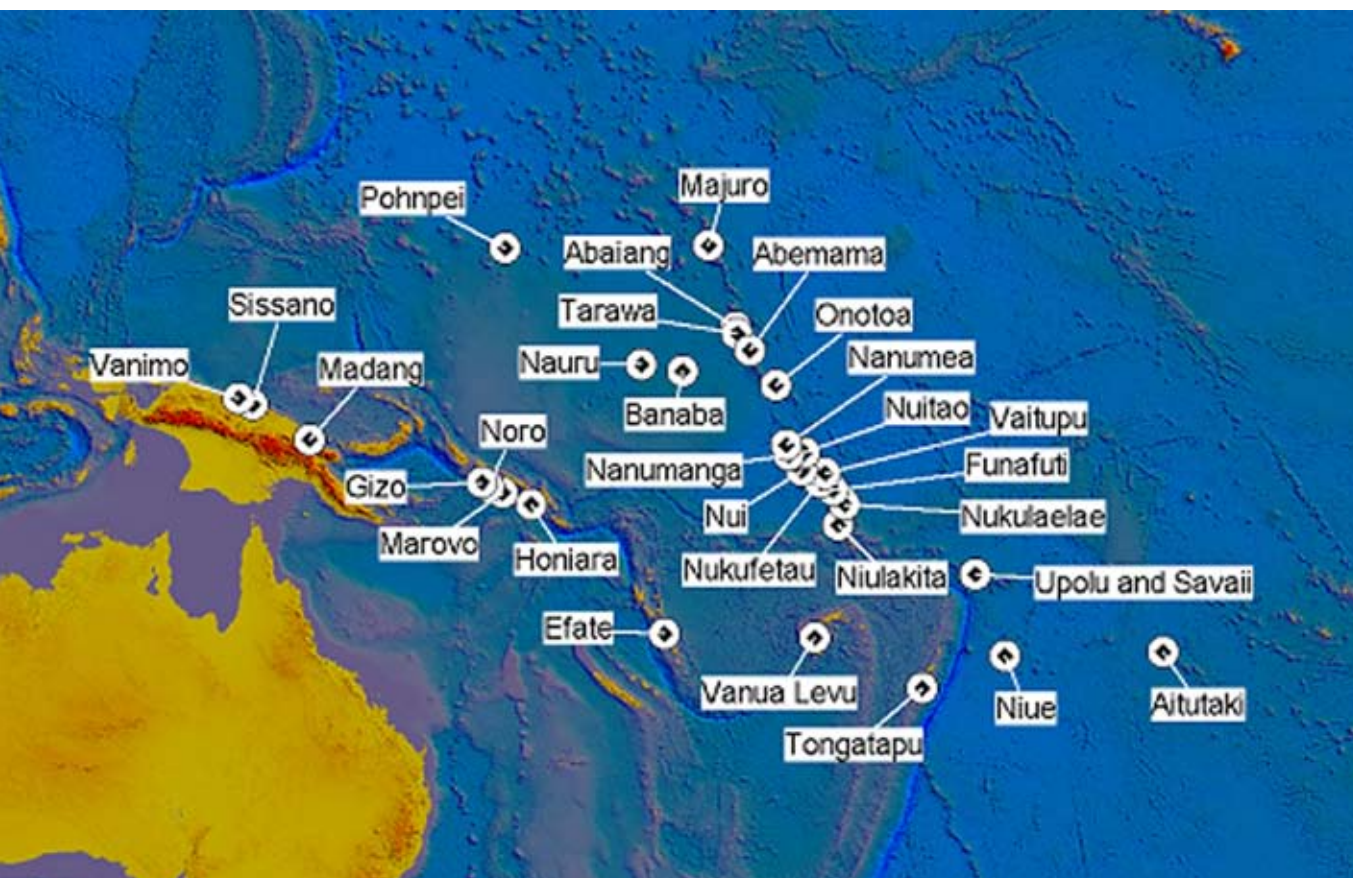 Majuro
Pohnpei
Abaiang
Abemama
Sissano
Tarawa
Onotoa
Vanimo
Madang
Nauru
Nanumea
Banaba
Nuitao
Vaitupu
Noro
Nanumanga
Funafuti
Gizo
Nui
Nukulaelae
Marovo
Honiara
Nukufetau
Niulakita
Upolu and Savaii
Efate
Vanua Levu
Niue
Aitutaki
Tongatapu